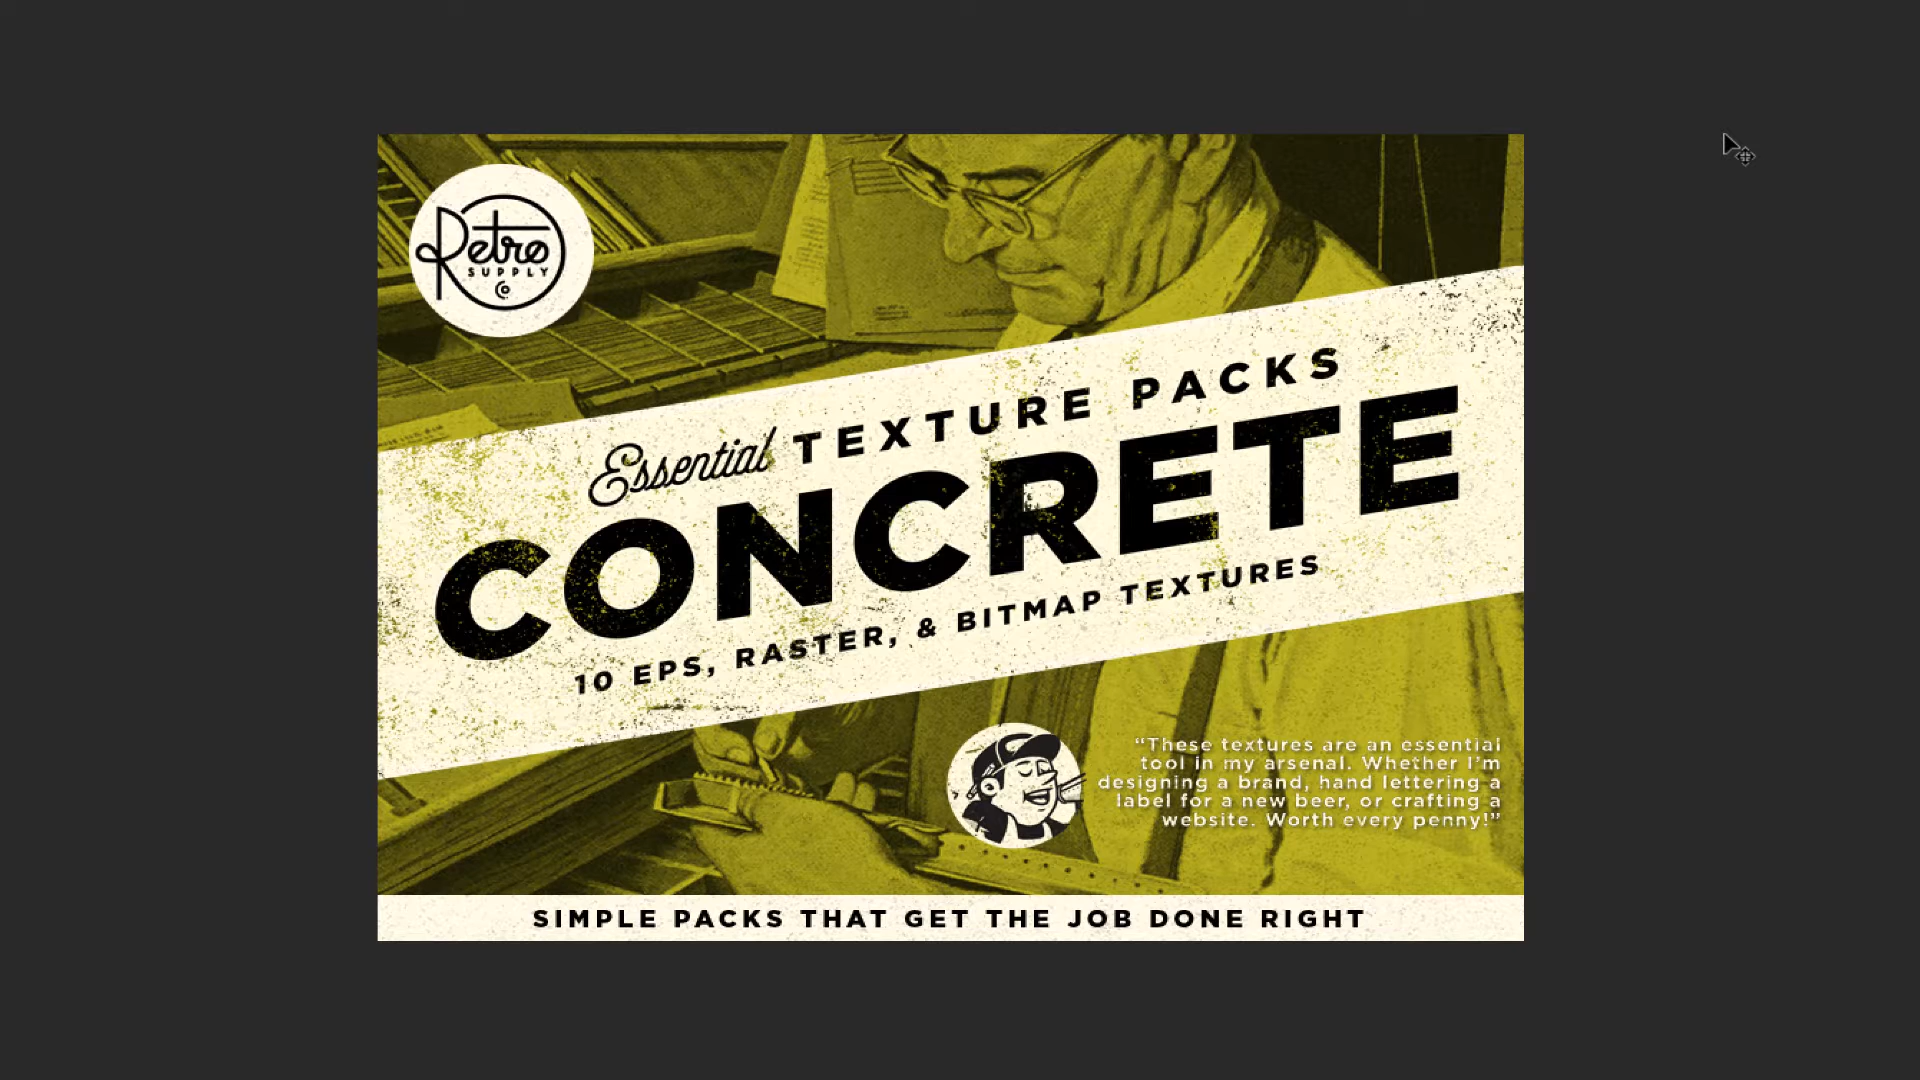 Retro
SUPPLY
Co
Essential TEXTURE PACKS
CONCRETE
10 EPS, RASTER, & BITMAP TEXTURES
“These textures are an essential
tool in my arsenal. Whether I’m
designing a brand, hand lettering a
label for a new beer, or crafting a
website. Worth every penny!”
SIMPLE PACKS THAT GET THE JOB DONE RIGHT